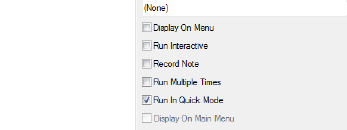 (None)
Display On Menu
Run Interactive
Record Note
Run Multiple Times
Run In Quick Mode
Display On Main Menu